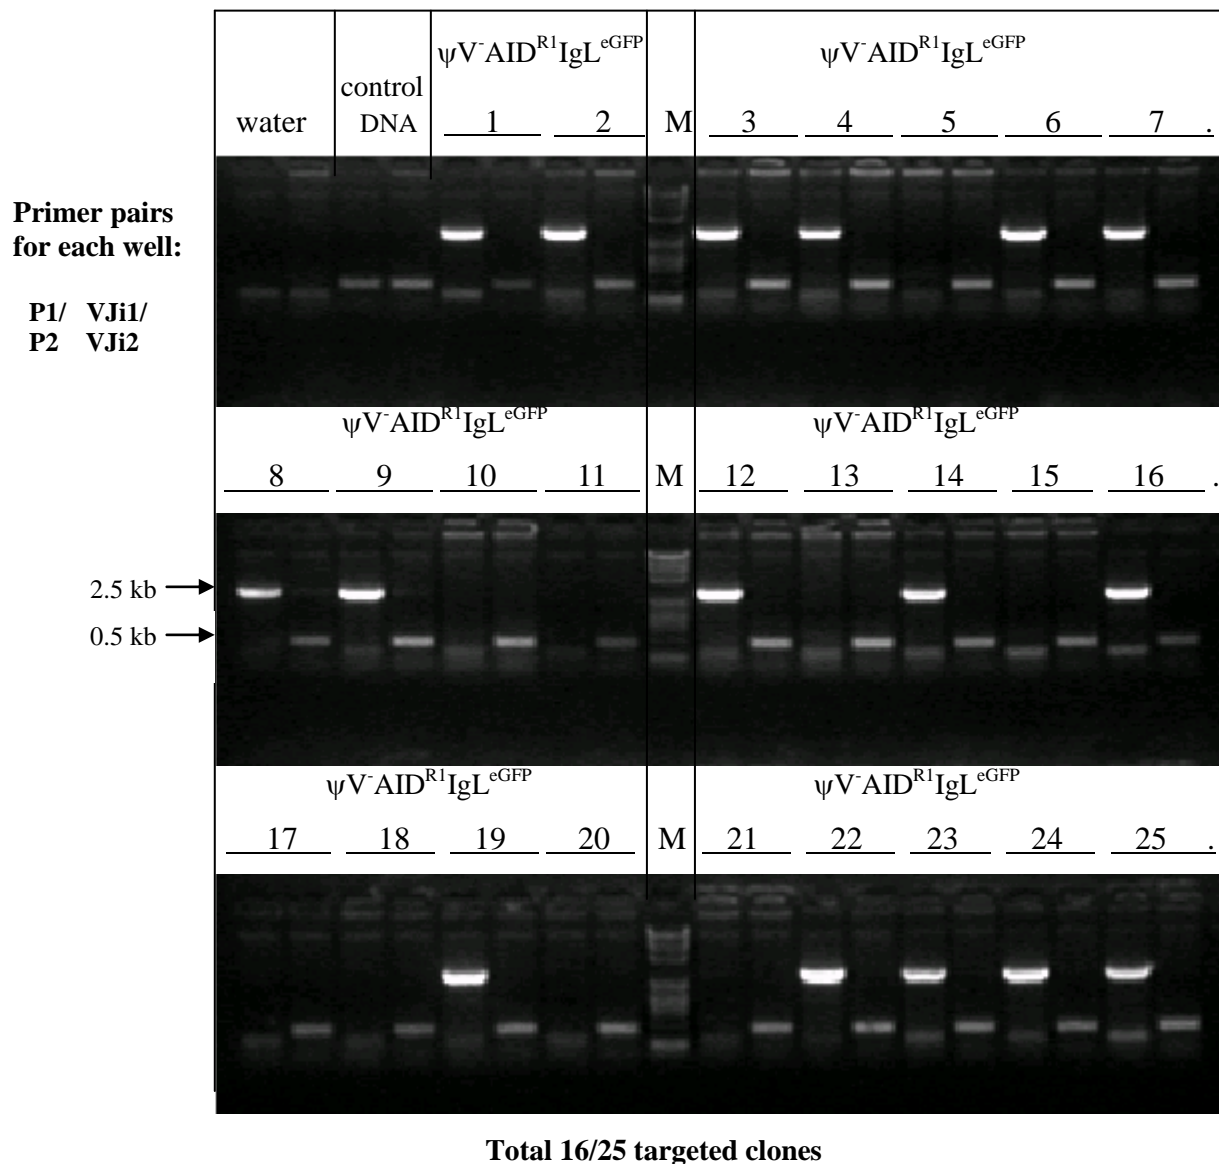 ψV⁻AIDᴿ¹IgLᵉᴳᶠᴾ ψV⁻AIDᴿ¹IgLᵉᴳᶠᴾ
water control DNA 1 2 M 3 4 5 6 7 .
Primer pairs
for each well:
P1/ VJi1/
P2 VJi2
ψV⁻AIDᴿ¹IgLᵉᴳᶠᴾ ψV⁻AIDᴿ¹IgLᵉᴳᶠᴾ
8 9 10 11 M 12 13 14 15 16 .
2.5 kb
0.5 kb
ψV⁻AIDᴿ¹IgLᵉᴳᶠᴾ ψV⁻AIDᴿ¹IgLᵉᴳᶠᴾ
17 18 19 20 M 21 22 23 24 25 .
Total 16/25 targeted clones